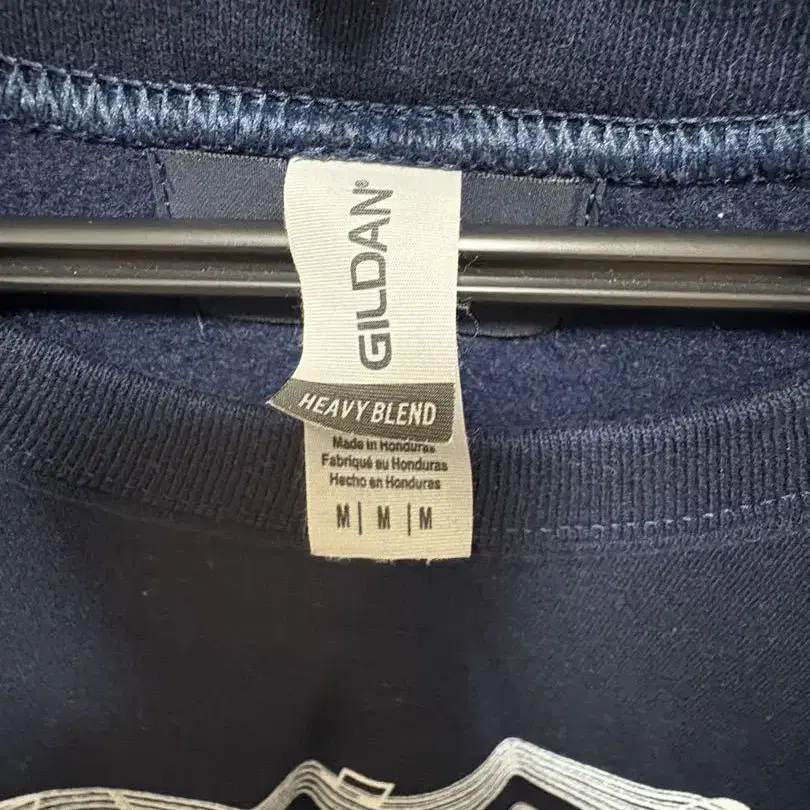 GILDAN®
HEAVY BLEND
Made in Honduras
Fabriqué au Honduras
Hecho en Honduras
M | M | M